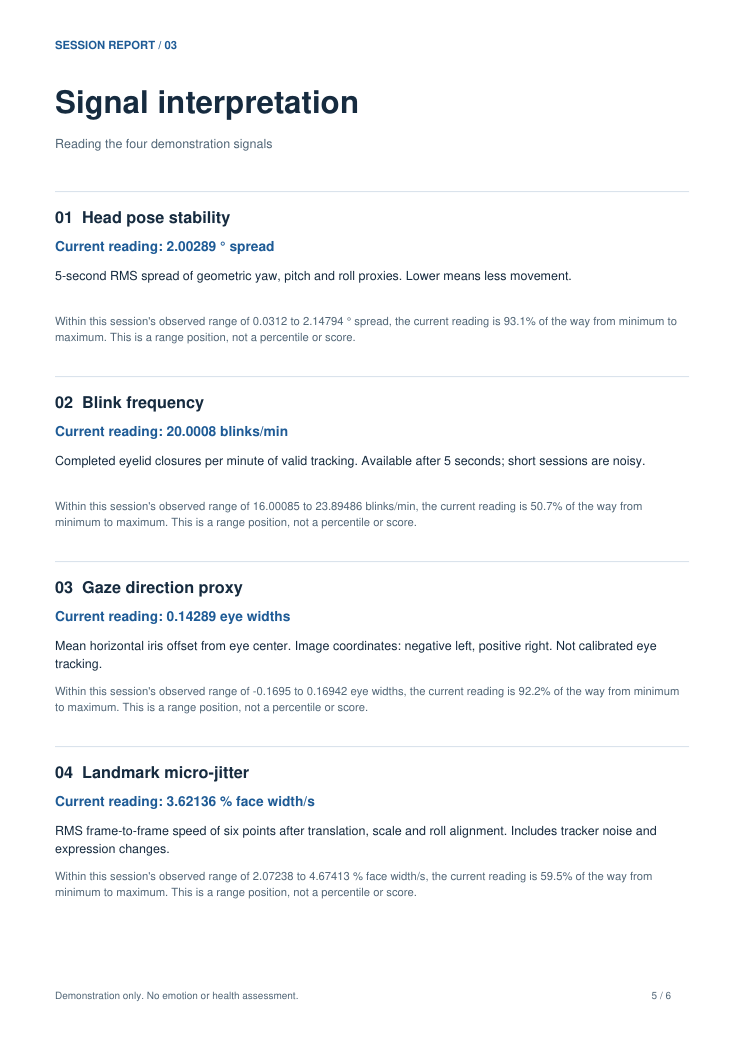 SESSION REPORT / 03
Signal interpretation
Reading the four demonstration signals
01 Head pose stability
Current reading: 2.00289 ° spread
5-second RMS spread of geometric yaw, pitch and roll proxies. Lower means less movement.
Within this session's observed range of 0.0312 to 2.14794 ° spread, the current reading is 93.1% of the way from minimum to
maximum. This is a range position, not a percentile or score.
02 Blink frequency
Current reading: 20.0008 blinks/min
Completed eyelid closures per minute of valid tracking. Available after 5 seconds; short sessions are noisy.
Within this session's observed range of 16.00085 to 23.89486 blinks/min, the current reading is 50.7% of the way from
minimum to maximum. This is a range position, not a percentile or score.
03 Gaze direction proxy
Current reading: 0.14289 eye widths
Mean horizontal iris offset from eye center. Image coordinates: negative left, positive right. Not calibrated eye
tracking.
Within this session's observed range of -0.1695 to 0.16942 eye widths, the current reading is 92.2% of the way from minimum
to maximum. This is a range position, not a percentile or score.
04 Landmark micro-jitter
Current reading: 3.62136 % face width/s
RMS frame-to-frame speed of six points after translation, scale and roll alignment. Includes tracker noise and
expression changes.
Within this session's observed range of 2.07238 to 4.67413 % face width/s, the current reading is 59.5% of the way from
minimum to maximum. This is a range position, not a percentile or score.
Demonstration only. No emotion or health assessment.
5 / 6